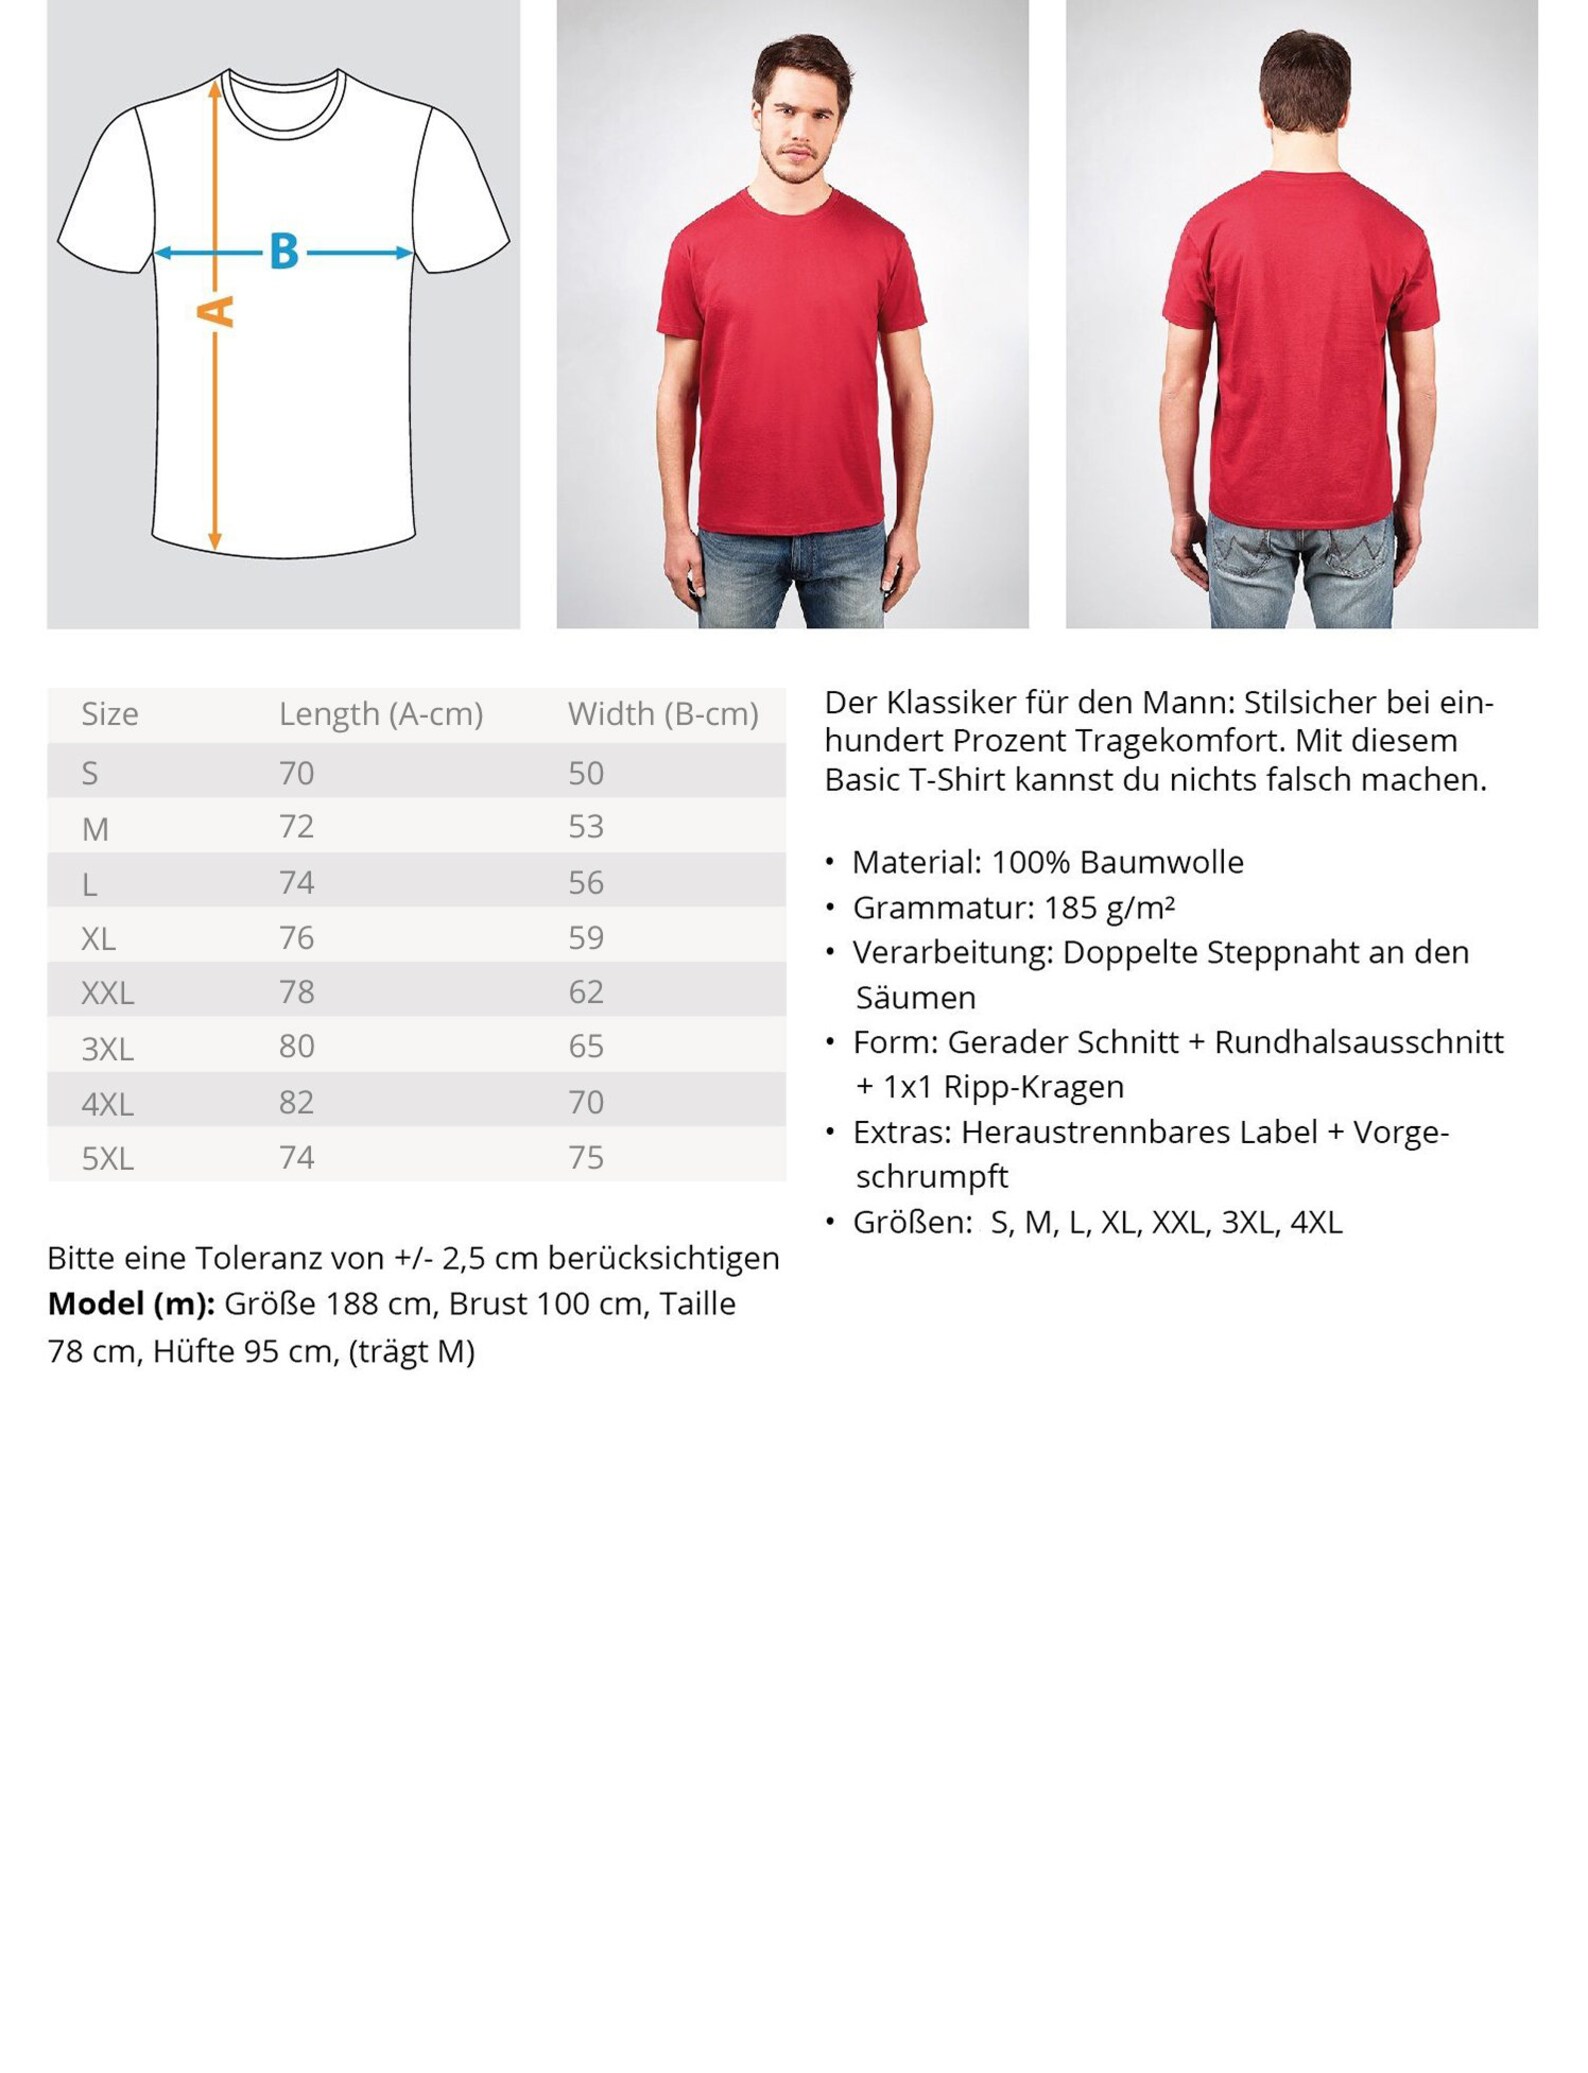 A
B
Size Length (A-cm) Width (B-cm)
S 70 50
M 72 53
L 74 56
XL 76 59
XXL 78 62
3XL 80 65
4XL 82 70
5XL 74 75
Bitte eine Toleranz von +/- 2,5 cm berücksichtigen
Model (m): Größe 188 cm, Brust 100 cm, Taille
78 cm, Hüfte 95 cm, (trägt M)
Der Klassiker für den Mann: Stilsicher bei ein-
hundert Prozent Tragekomfort. Mit diesem
Basic T-Shirt kannst du nichts falsch machen.
• Material: 100% Baumwolle
• Grammatur: 185 g/m²
• Verarbeitung: Doppelte Steppnaht an den
Säumen
• Form: Gerader Schnitt + Rundhalsausschnitt
+ 1x1 Ripp-Kragen
• Extras: Heraustrennbares Label + Vorge-
schrumpft
• Größen: S, M, L, XL, XXL, 3XL, 4XL